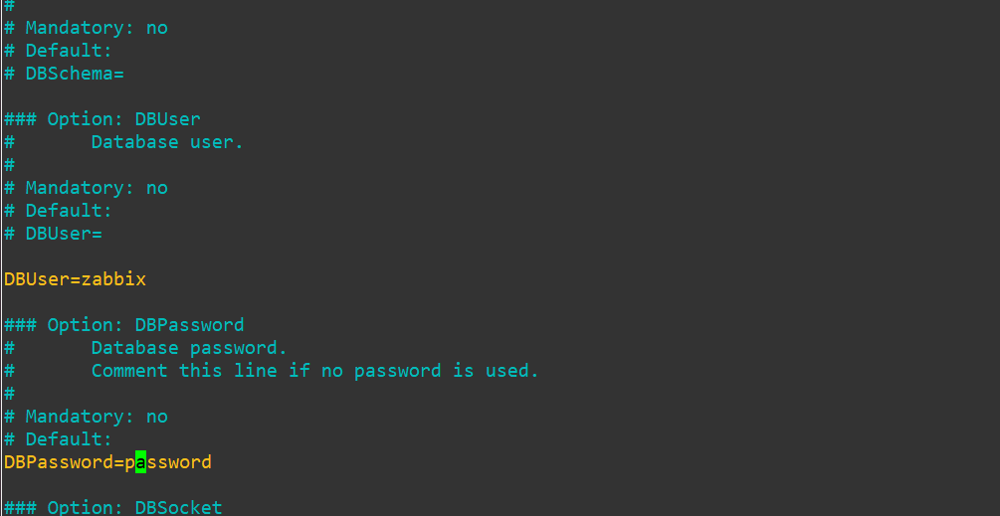 #
# Mandatory: no
# Default:
# DBSchema=
### Option: DBUser
#       Database user.
#
# Mandatory: no
# Default:
# DBUser=
DBUser=zabbix
### Option: DBPassword
#       Database password.
#       Comment this line if no password is used.
#
# Mandatory: no
# Default:
DBPassword=password
### Option: DBSocket